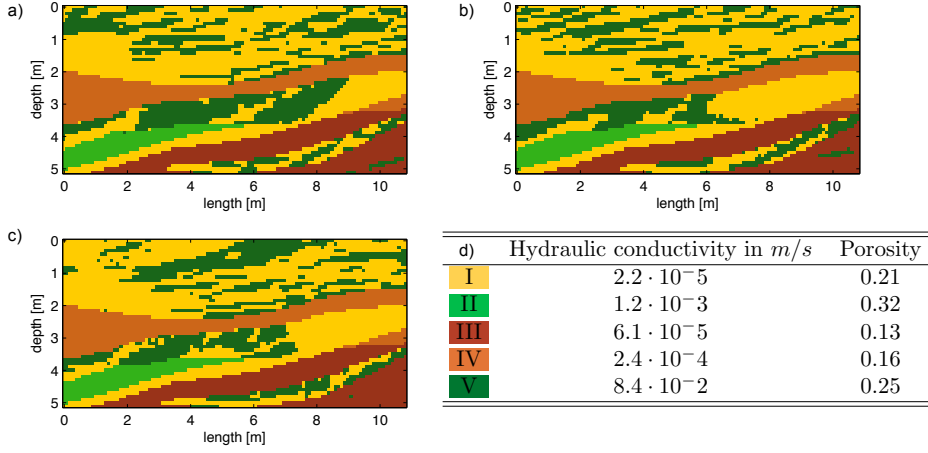 a)
0
1
2
3
4
5
depth [m]
0 2 4 6 8 10
length [m]
b)
0
1
2
3
4
5
depth [m]
0 2 4 6 8 10
length [m]
c)
0
1
2
3
4
5
depth [m]
0 2 4 6 8 10
length [m]
d) Hydraulic conductivity in m/s Porosity
I 2.2 · 10⁻⁵ 0.21
II 1.2 · 10⁻³ 0.32
III 6.1 · 10⁻⁵ 0.13
IV 2.4 · 10⁻⁴ 0.16
V 8.4 · 10⁻² 0.25